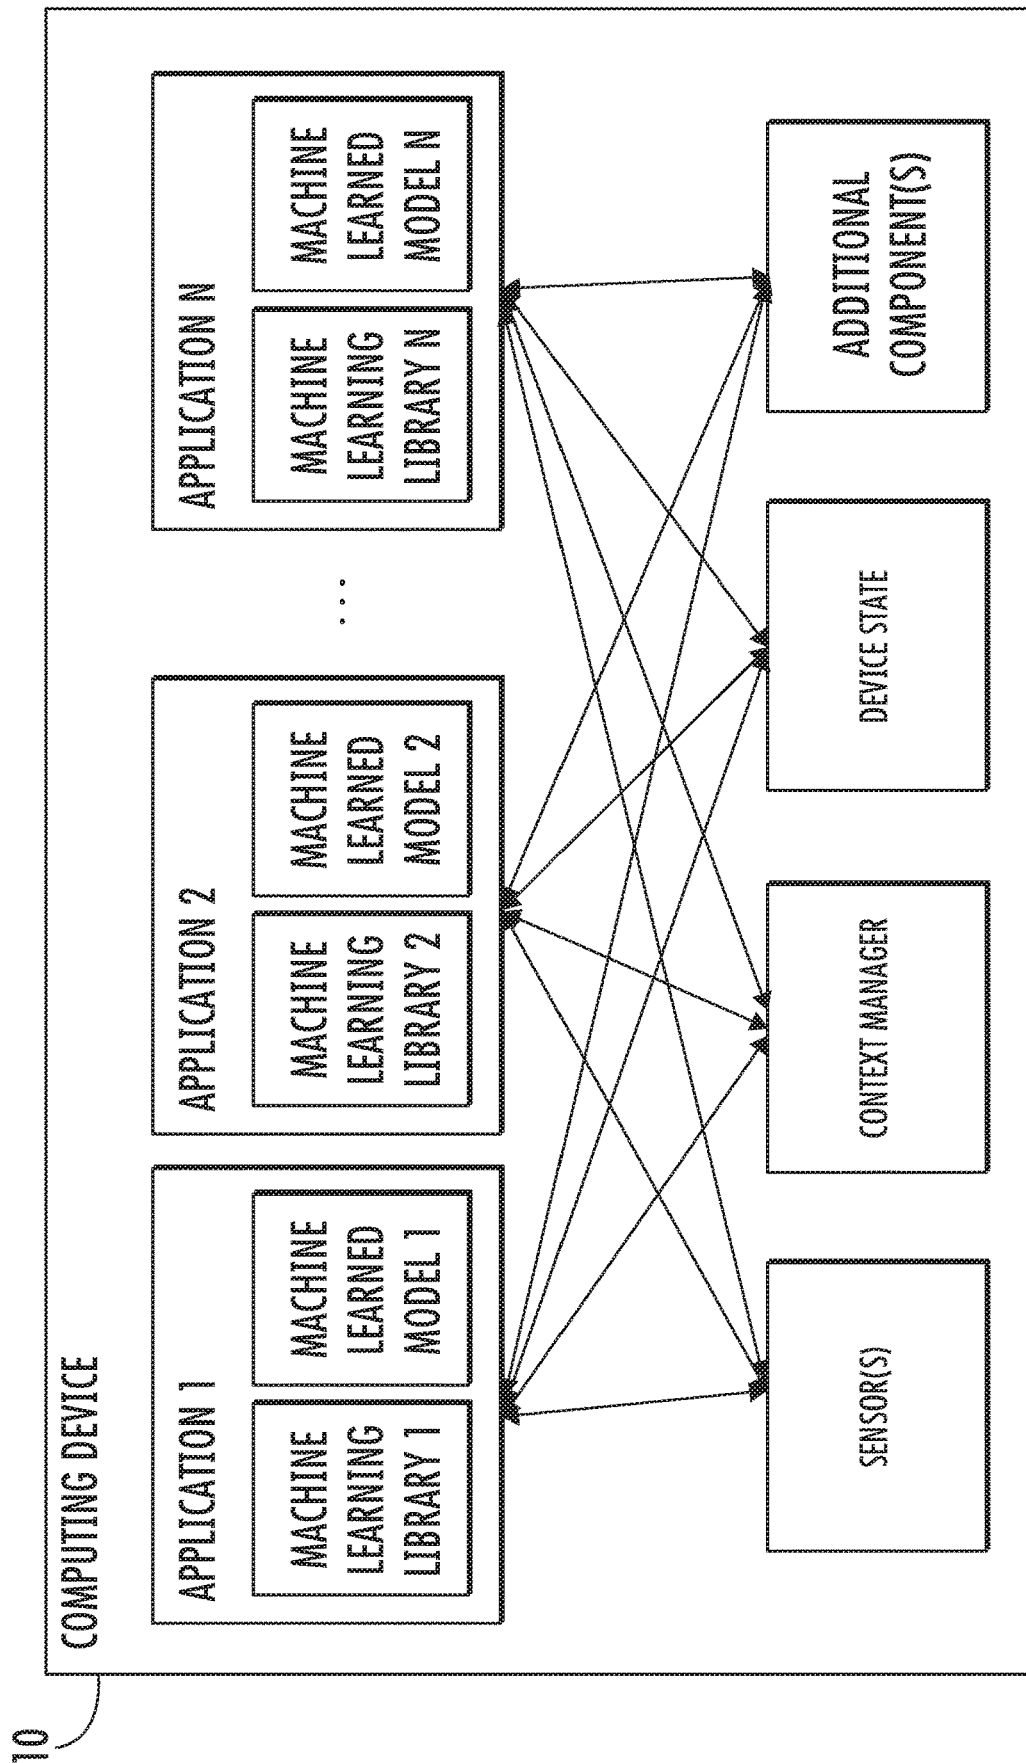 10
COMPUTING DEVICE
APPLICATION 1
MACHINE
LEARNING
LIBRARY 1
MACHINE
LEARNED
MODEL 1
APPLICATION 2
MACHINE
LEARNING
LIBRARY 2
MACHINE
LEARNED
MODEL 2
...
APPLICATION N
MACHINE
LEARNING
LIBRARY N
MACHINE
LEARNED
MODEL N
SENSOR(S)
CONTEXT MANAGER
DEVICE STATE
ADDITIONAL
COMPONENT(S)